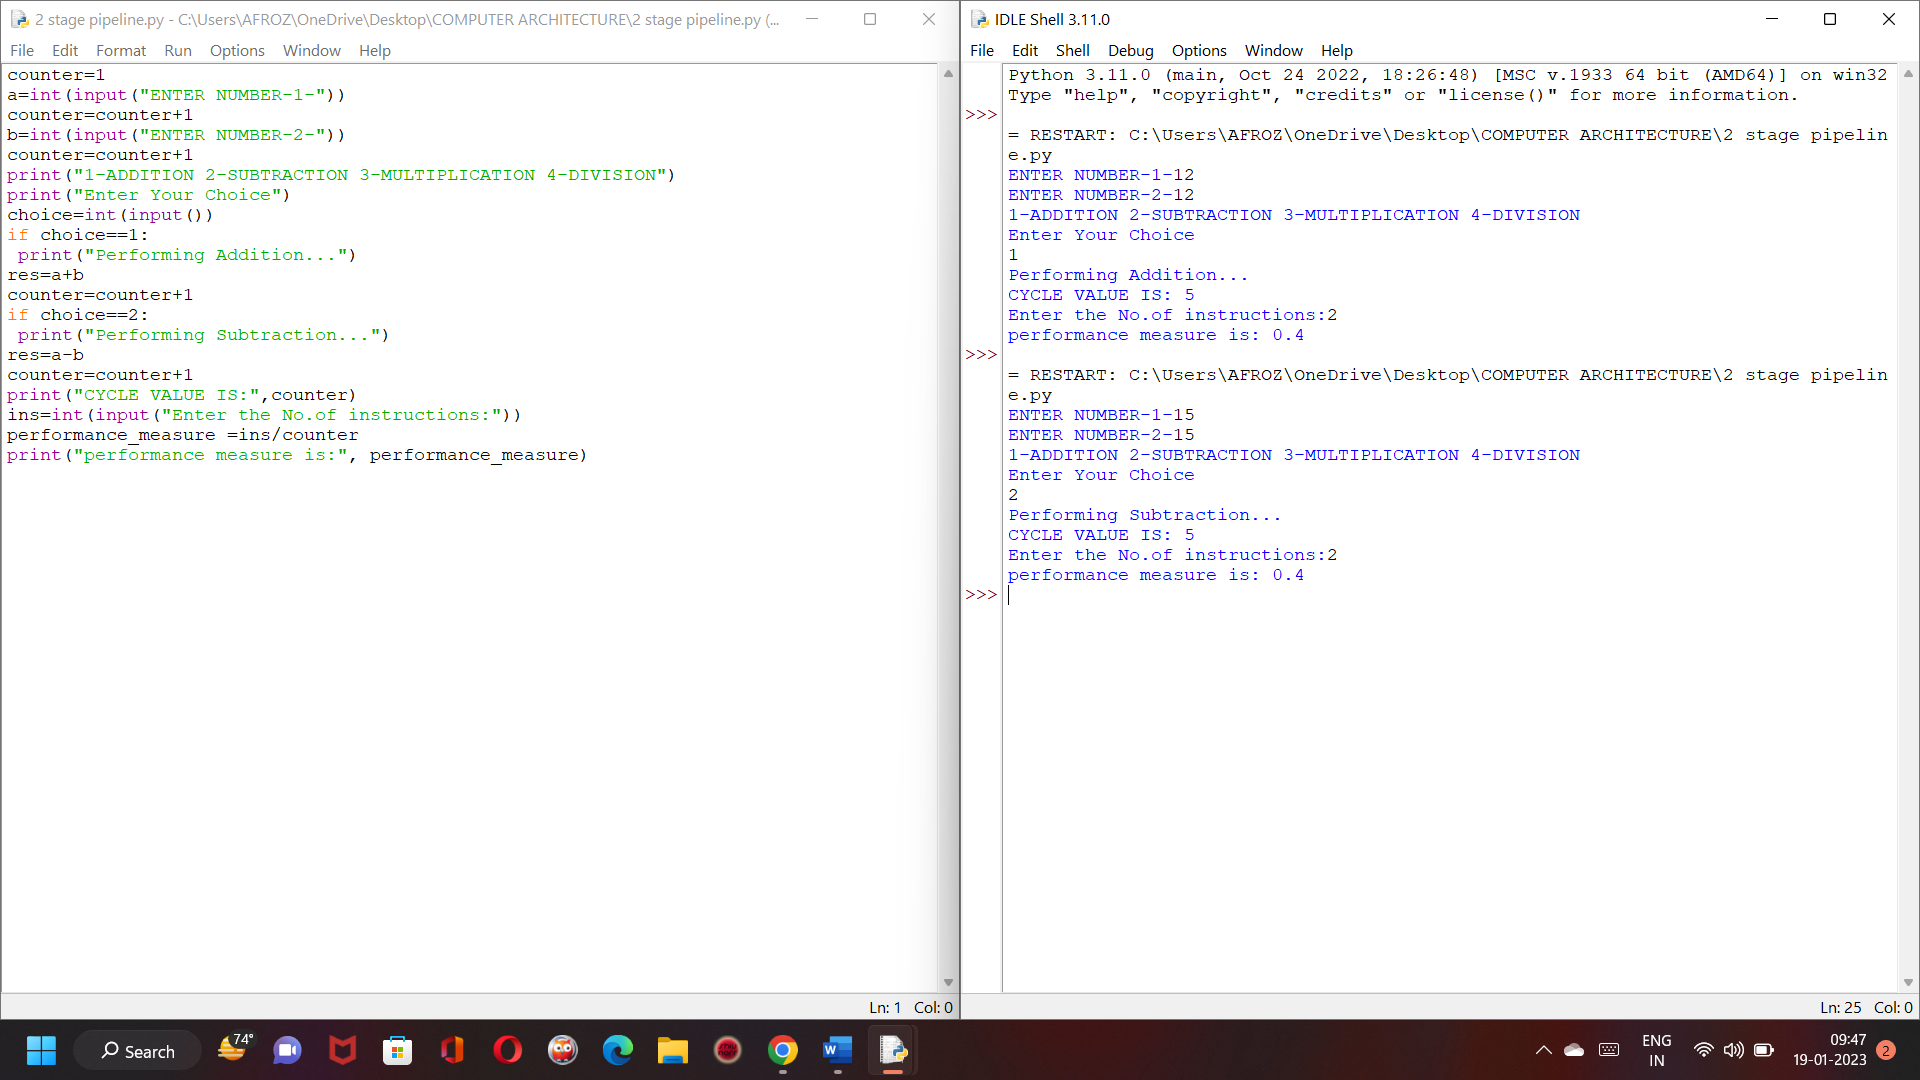 2 stage pipeline.py - C:\Users\AFROZ\OneDrive\Desktop\COMPUTER ARCHITECTURE\2 stage pipeline.py (...
File Edit Format Run Options Window Help
counter=1
a=int(input("ENTER NUMBER-1-"))
counter=counter+1
b=int(input("ENTER NUMBER-2-"))
counter=counter+1
print("1-ADDITION 2-SUBTRACTION 3-MULTIPLICATION 4-DIVISION")
print("Enter Your Choice")
choice=int(input())
if choice==1:
 print("Performing Addition...")
res=a+b
counter=counter+1
if choice==2:
 print("Performing Subtraction...")
res=a-b
counter=counter+1
print("CYCLE VALUE IS:",counter)
ins=int(input("Enter the No.of instructions:"))
performance_measure =ins/counter
print("performance measure is:", performance_measure)
Ln: 1 Col: 0
IDLE Shell 3.11.0
File Edit Shell Debug Options Window Help
Python 3.11.0 (main, Oct 24 2022, 18:26:48) [MSC v.1933 64 bit (AMD64)] on win32
Type "help", "copyright", "credits" or "license()" for more information.
>>>
= RESTART: C:\Users\AFROZ\OneDrive\Desktop\COMPUTER ARCHITECTURE\2 stage pipelin
e.py
ENTER NUMBER-1-12
ENTER NUMBER-2-12
1-ADDITION 2-SUBTRACTION 3-MULTIPLICATION 4-DIVISION
Enter Your Choice
1
Performing Addition...
CYCLE VALUE IS: 5
Enter the No.of instructions:2
performance measure is: 0.4
>>>
= RESTART: C:\Users\AFROZ\OneDrive\Desktop\COMPUTER ARCHITECTURE\2 stage pipelin
e.py
ENTER NUMBER-1-15
ENTER NUMBER-2-15
1-ADDITION 2-SUBTRACTION 3-MULTIPLICATION 4-DIVISION
Enter Your Choice
2
Performing Subtraction...
CYCLE VALUE IS: 5
Enter the No.of instructions:2
performance measure is: 0.4
>>>
Ln: 25 Col: 0
Search
74°
W
ENG
IN
09:47
19-01-2023
2